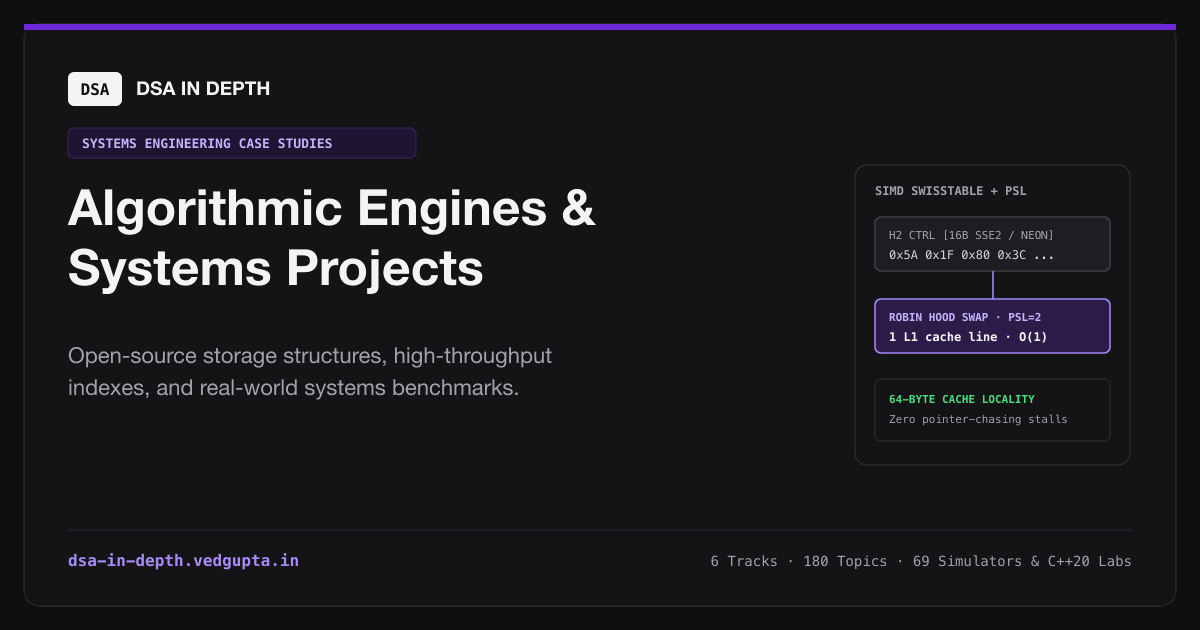 DSA
DSA IN DEPTH
SYSTEMS ENGINEERING CASE STUDIES
Algorithmic Engines &
Systems Projects
Open-source storage structures, high-throughput
indexes, and real-world systems benchmarks.
SIMD SWISSTABLE + PSL
H2 CTRL [16B SSE2 / NEON]
0x5A 0x1F 0x80 0x3C ...
ROBIN HOOD SWAP · PSL=2
1 L1 cache line · O(1)
64-BYTE CACHE LOCALITY
Zero pointer-chasing stalls
dsa-in-depth.vedgupta.in
6 Tracks · 180 Topics · 69 Simulators & C++20 Labs